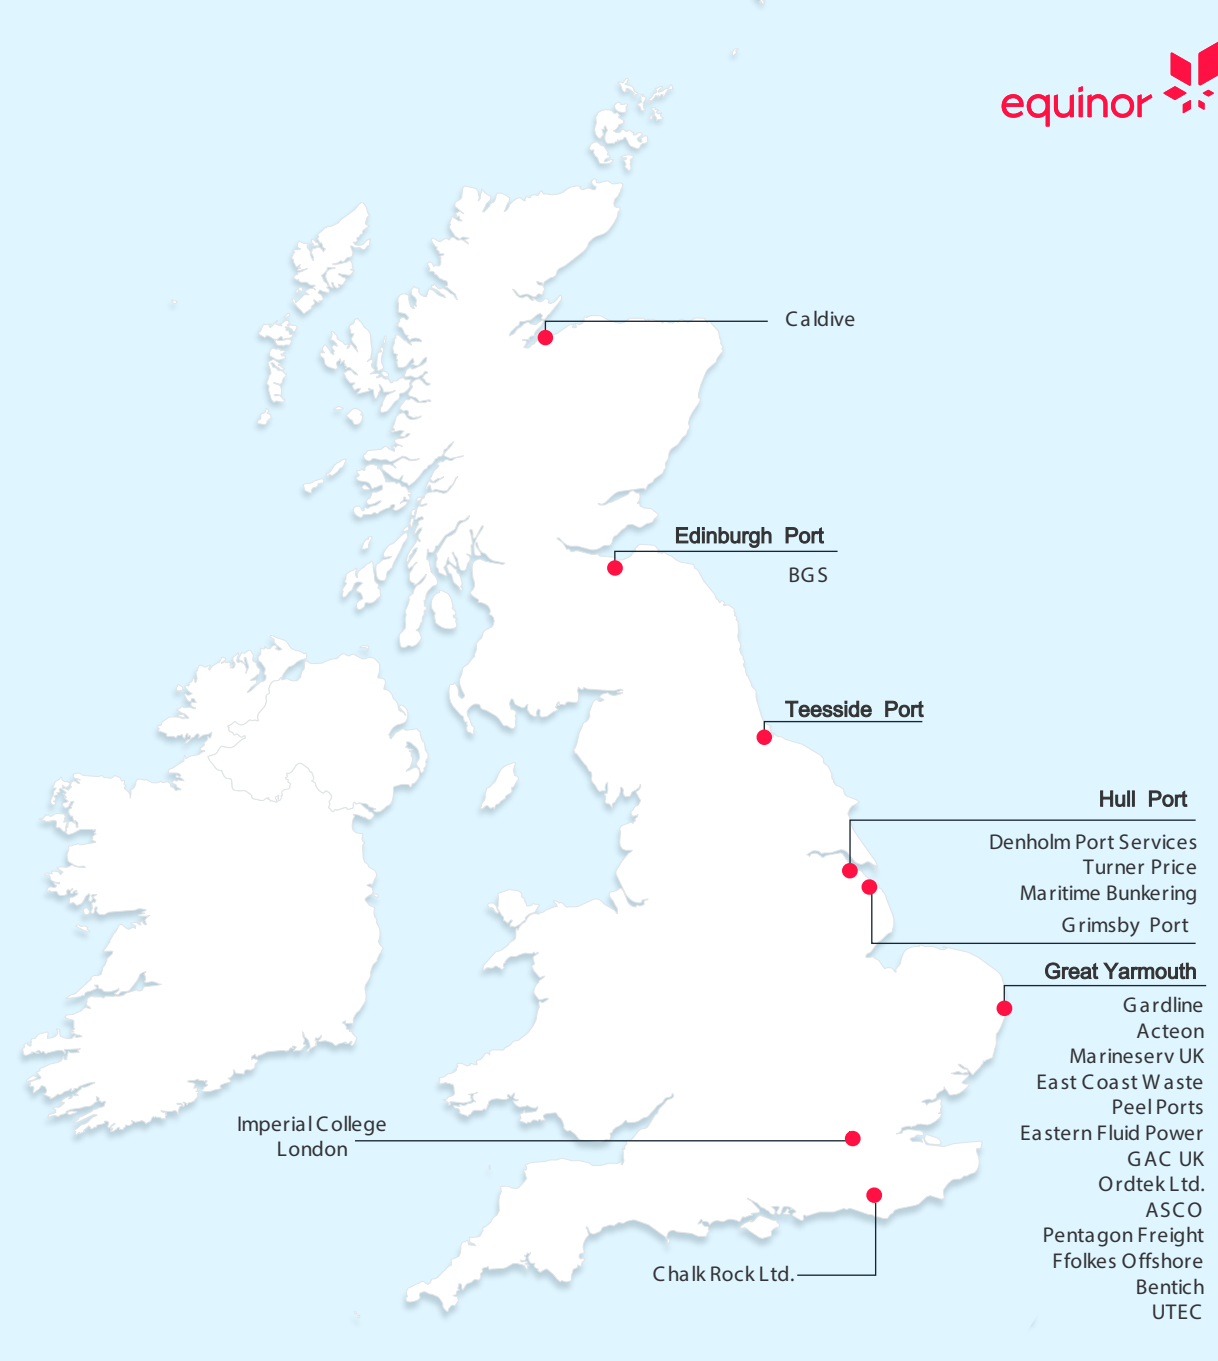 equinor
Caldive
Edinburgh Port
BGS
Teesside Port
Hull Port
Denholm Port Services
Turner Price
Maritime Bunkering
Grimsby Port
Great Yarmouth
Gardline
Acteon
Marineserv UK
East Coast Waste
Peel Ports
Eastern Fluid Power
GAC UK
Ordtek Ltd.
ASCO
Pentagon Freight
Ffolkes Offshore
Bentich
UTEC
Imperial College
London
Chalk Rock Ltd.